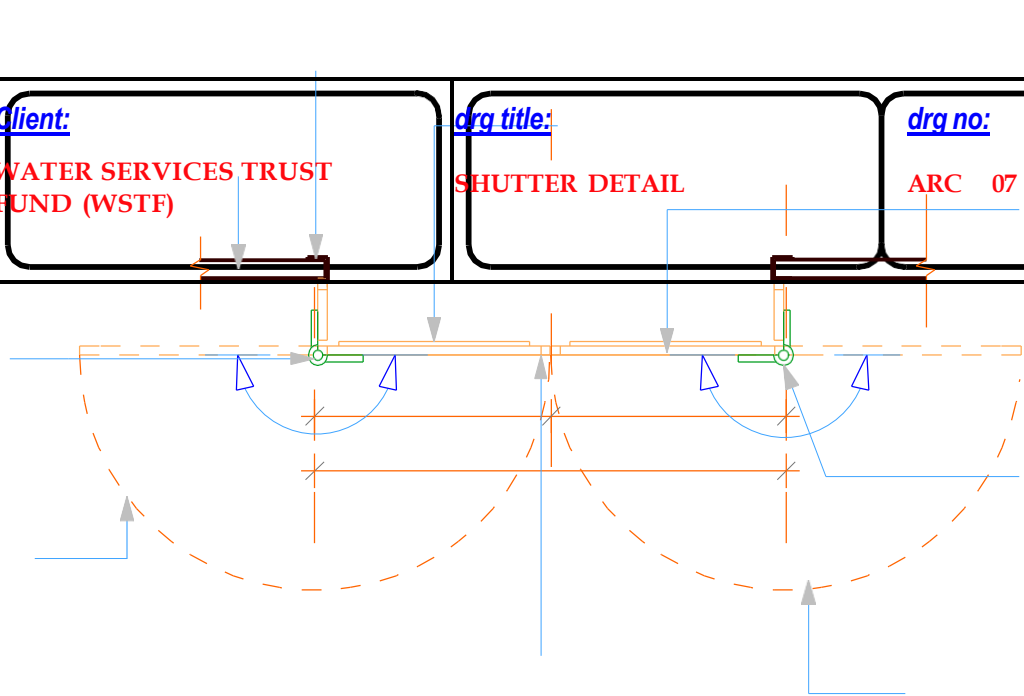 Client:
WATER SERVICES TRUST
FUND (WSTF)
drg title:
SHUTTER DETAIL
drg no:
ARC 07